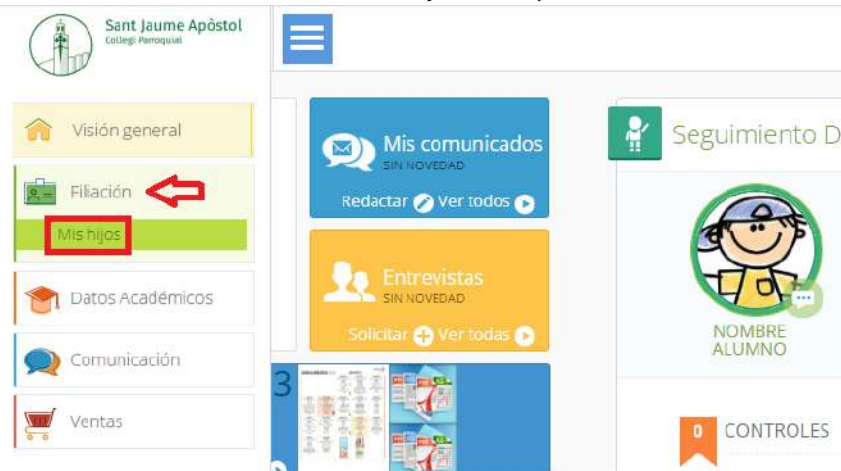 Sant Jaume Apòstol
Col·legi Parroquial
Visión general
Filiación
Mis hijos
Datos Académicos
Comunicación
Ventas
Mis comunicados
SIN NOVEDAD
Redactar Ver todos
Entrevistas
SIN NOVEDAD
Solicitar Ver todas
3
Seguimiento D
NOMBRE
ALUMNO
0 CONTROLES